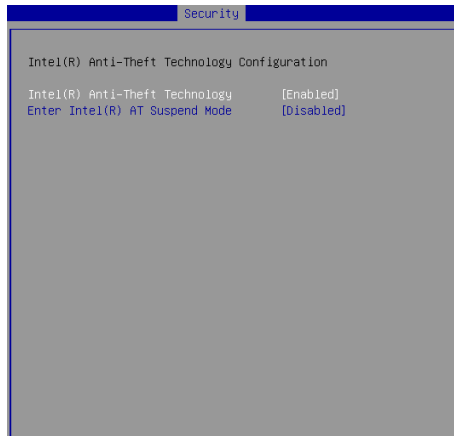 Security
Intel(R) Anti-Theft Technology Configuration
Intel(R) Anti-Theft Technology [Enabled]
Enter Intel(R) AT Suspend Mode [Disabled]